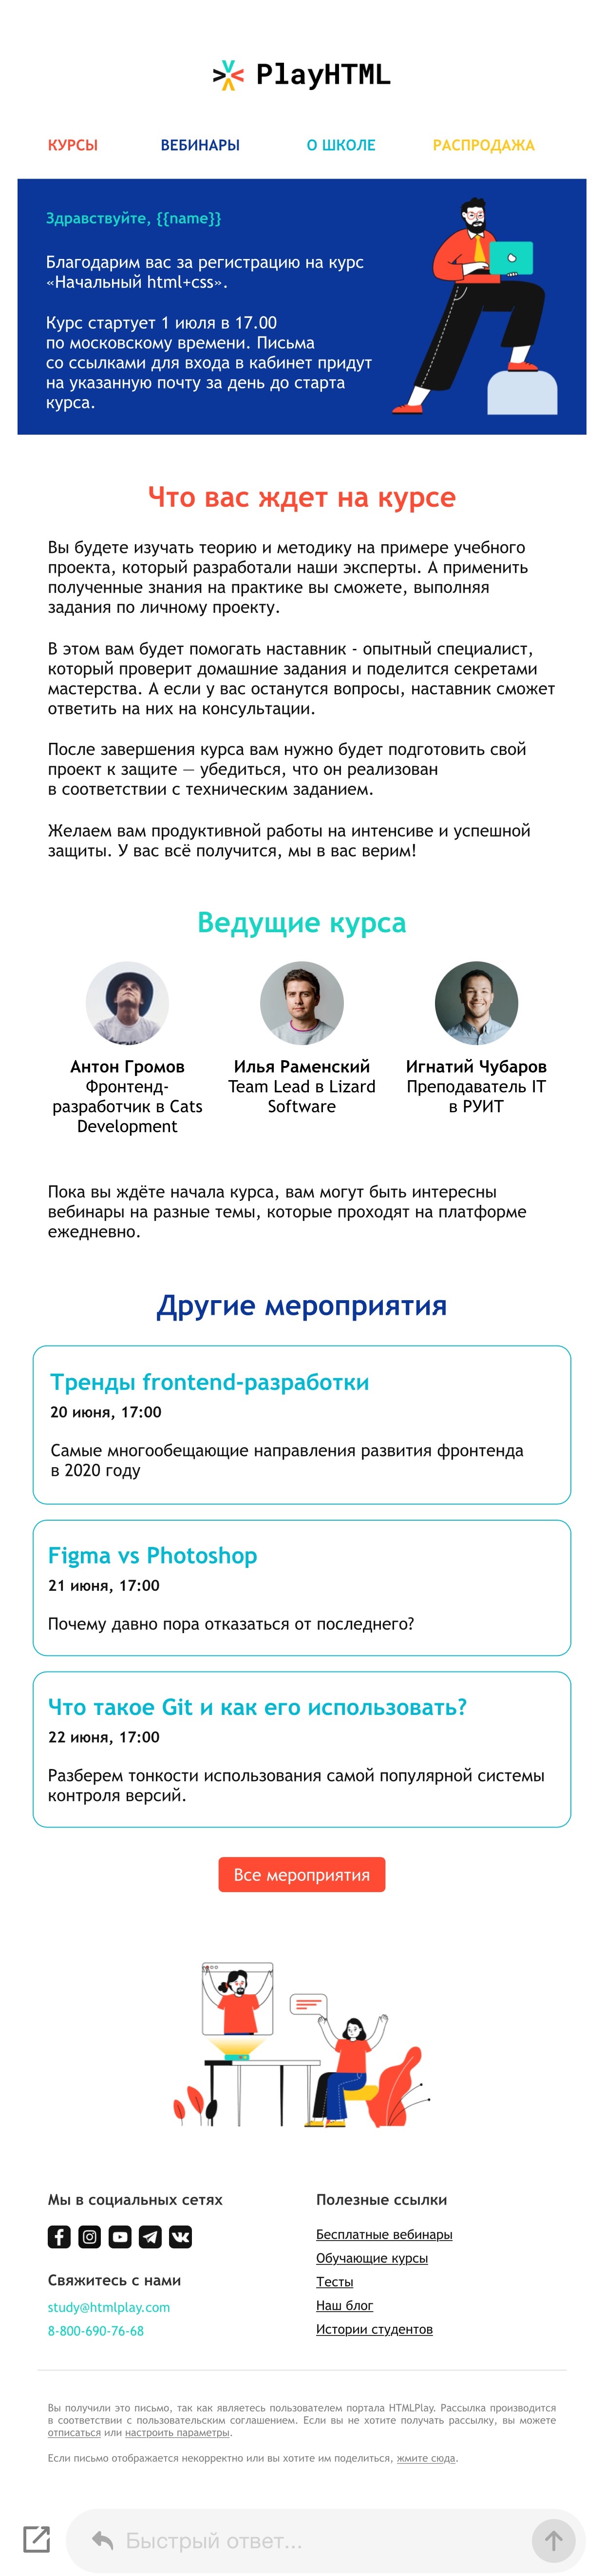 PlayHTML
КУРСЫ ВЕБИНАРЫ О ШКОЛЕ РАСПРОДАЖА
Здравствуйте, {{name}}
Благодарим вас за регистрацию на курс
«Начальный html+css».
Курс стартует 1 июля в 17.00
по московскому времени. Письма
со ссылками для входа в кабинет придут
на указанную почту за день до старта
курса.
Что вас ждет на курсе
Вы будете изучать теорию и методику на примере учебного
проекта, который разработали наши эксперты. А применить
полученные знания на практике вы сможете, выполняя
задания по личному проекту.
В этом вам будет помогать наставник - опытный специалист,
который проверит домашние задания и поделится секретами
мастерства. А если у вас останутся вопросы, наставник сможет
ответить на них на консультации.
После завершения курса вам нужно будет подготовить свой
проект к защите — убедиться, что он реализован
в соответствии с техническим заданием.
Желаем вам продуктивной работы на интенсиве и успешной
защиты. У вас всё получится, мы в вас верим!
Ведущие курса
Антон Громов
Фронтенд-
разработчик в Cats
Development
Илья Раменский
Team Lead в Lizard
Software
Игнатий Чубаров
Преподаватель IT
в РУИТ
Пока вы ждёте начала курса, вам могут быть интересны
вебинары на разные темы, которые проходят на платформе
ежедневно.
Другие мероприятия
Тренды frontend-разработки
20 июня, 17:00
Самые многообещающие направления развития фронтенда
в 2020 году
Figma vs Photoshop
21 июня, 17:00
Почему давно пора отказаться от последнего?
Что такое Git и как его использовать?
22 июня, 17:00
Разберем тонкости использования самой популярной системы
контроля версий.
Все мероприятия
Мы в социальных сетях
Свяжитесь с нами
study@htmlplay.com
8-800-690-76-68
Полезные ссылки
Бесплатные вебинары
Обучающие курсы
Тесты
Наш блог
Истории студентов
Вы получили это письмо, так как являетесь пользователем портала HTMLPlay. Рассылка производится
в соответствии с пользовательским соглашением. Если вы не хотите получать рассылку, вы можете
отписаться или настроить параметры.
Если письмо отображается некорректно или вы хотите им поделиться, жмите сюда.
Быстрый ответ...